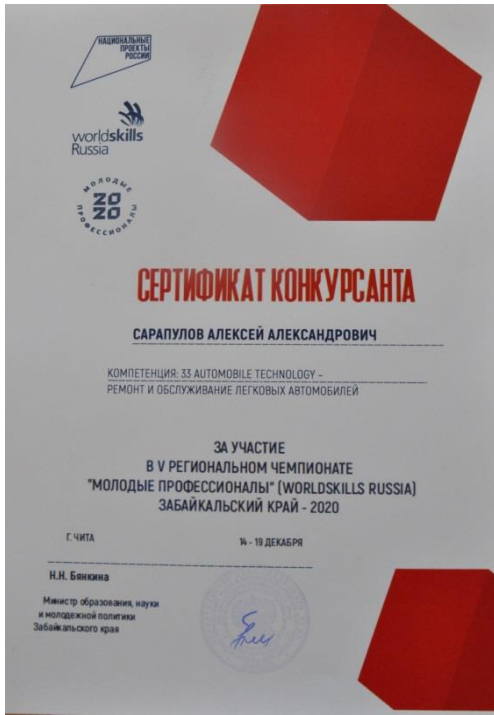 НАЦИОНАЛЬНЫЕ
ПРОЕКТЫ
РОССИИ
worldskills
Russia
МОЛОДЫЕ
2020
ПРОФЕССИОНАЛЫ
СЕРТИФИКАТ КОНКУРСАНТА
САРАПУЛОВ АЛЕКСЕЙ АЛЕКСАНДРОВИЧ
КОМПЕТЕНЦИЯ: 33 AUTOMOBILE TECHNOLOGY –
РЕМОНТ И ОБСЛУЖИВАНИЕ ЛЕГКОВЫХ АВТОМОБИЛЕЙ
ЗА УЧАСТИЕ
В V РЕГИОНАЛЬНОМ ЧЕМПИОНАТЕ
"МОЛОДЫЕ ПРОФЕССИОНАЛЫ" (WORLDSKILLS RUSSIA)
ЗАБАЙКАЛЬСКИЙ КРАЙ - 2020
Г. ЧИТА 14 - 19 ДЕКАБРЯ
Н.Н. Бянкина
Министр образования, науки
и молодежной политики
Забайкальского края